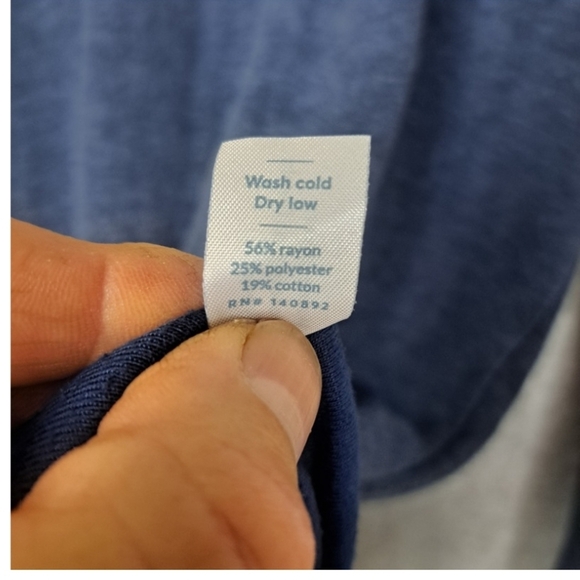 Wash cold
Dry low
56% rayon
25% polyester
19% cotton
RN# 140892